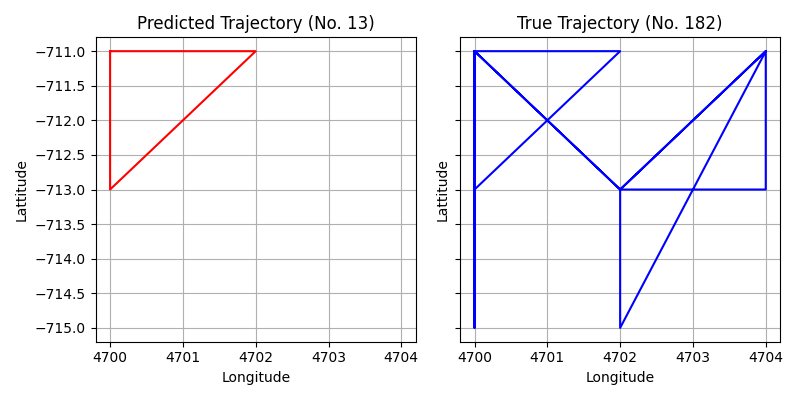 Predicted Trajectory (No. 13)
True Trajectory (No. 182)
Lattitude
−711.0
−711.5
−712.0
−712.5
−713.0
−713.5
−714.0
−714.5
−715.0
4700 4701 4702 4703 4704
Longitude
Lattitude
4700 4701 4702 4703 4704
Longitude